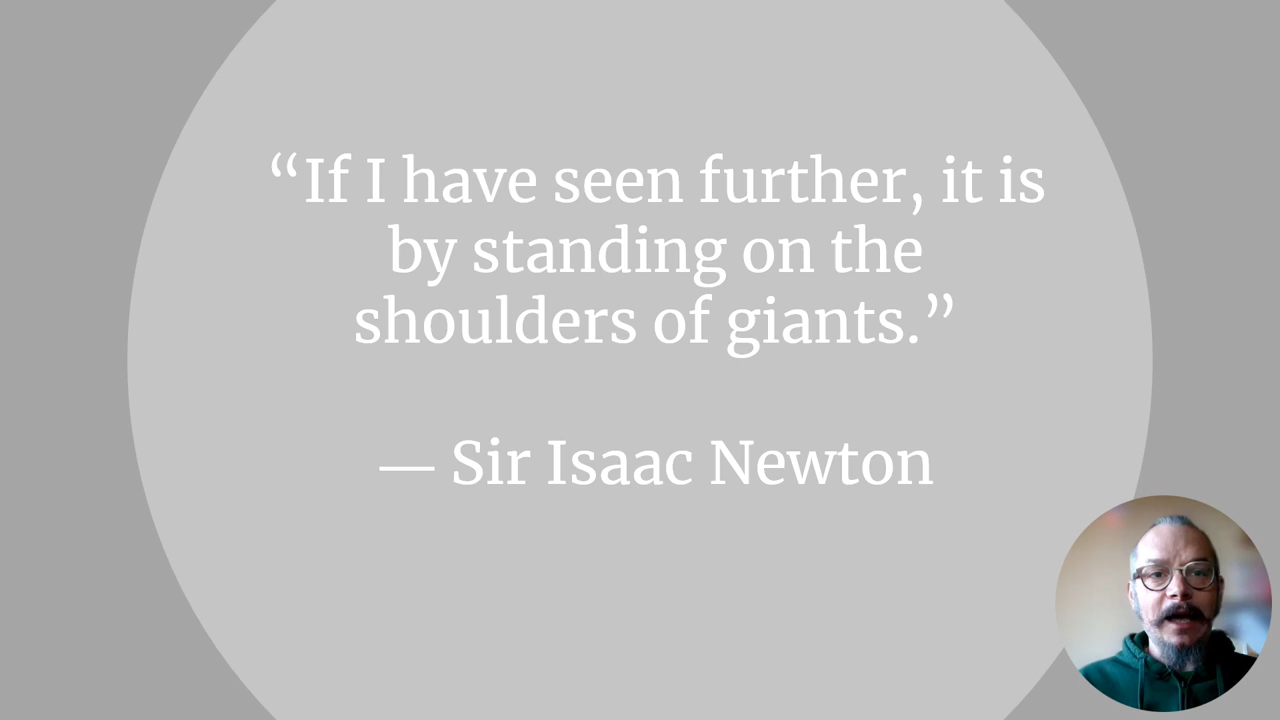 “If I have seen further, it is
by standing on the
shoulders of giants.”
— Sir Isaac Newton